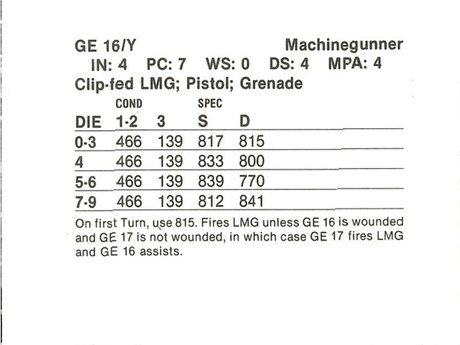 GE 16/Y Machinegunner
IN: 4 PC: 7 WS: 0 DS: 4 MPA: 4
Clip-fed LMG; Pistol; Grenade
COND SPEC
DIE 1-2 3 S D
0-3 466 139 817 815
4 466 139 833 800
5-6 466 139 839 770
7-9 466 139 812 841
On first Turn, use 815. Fires LMG unless GE 16 is wounded
and GE 17 is not wounded, in which case GE 17 fires LMG
and GE 16 assists.